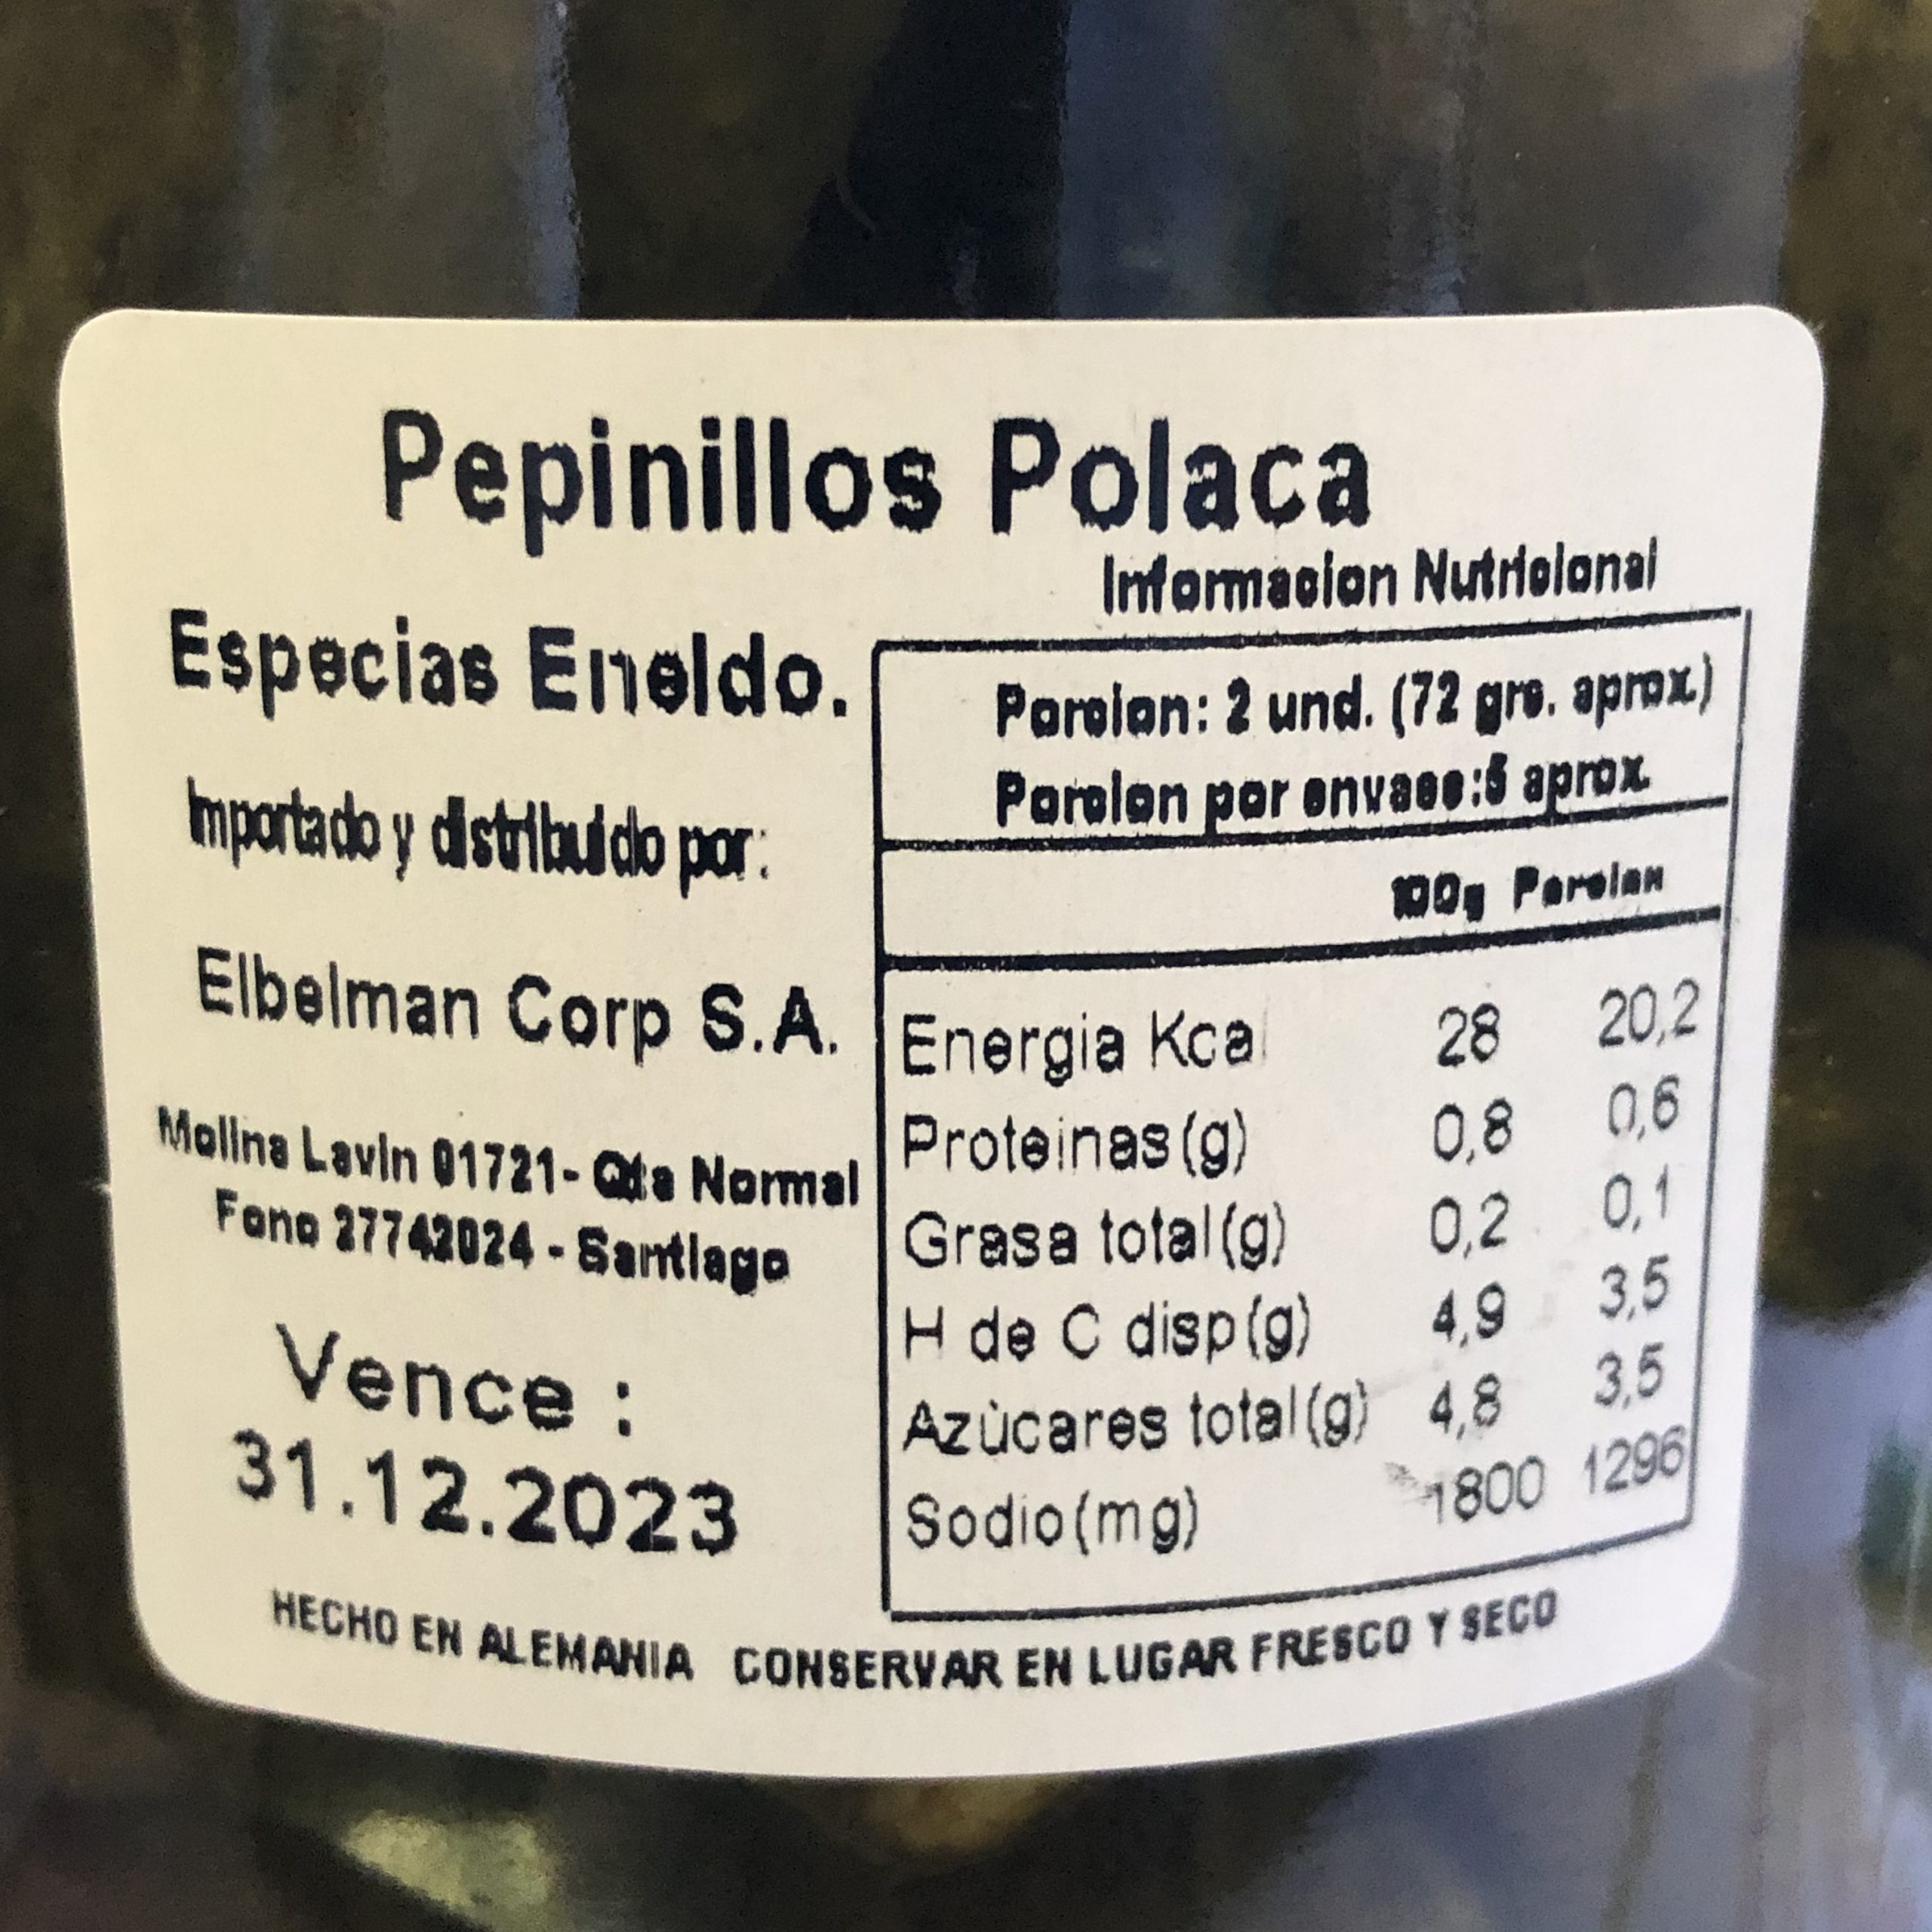 Pepinillos Polaca
Especias Eneldo.
Importado y distribuido por:
Elbelman Corp S.A.
Molina Lavin 01721- Qta Normal
Fono 27742024 - Santiago
Vence :
31.12.2023
Informacion Nutricional
Porcion: 2 und. (72 grs. aprox.)
Porcion por envase:5 aprox.
100g Porcion
Energia Kcal 28 20,2
Proteinas(g) 0,8 0,6
Grasa total(g) 0,2 0,1
H de C disp(g) 4,9 3,5
Azùcares total(g) 4,8 3,5
Sodio(mg) 1800 1296
HECHO EN ALEMANIA CONSERVAR EN LUGAR FRESCO Y SECO